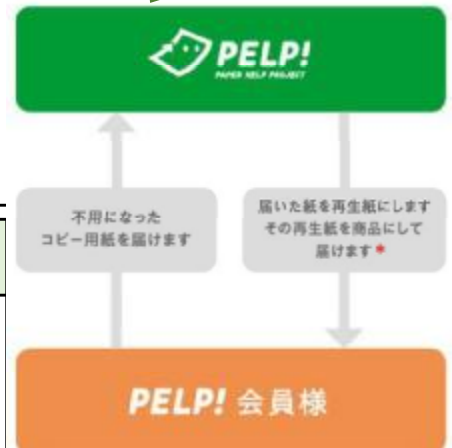 PELP!
PAPER HELP PROJECT
不用になった
コピー用紙を届けます
届いた紙を再生紙にします
その再生紙を商品にして
届けます*
PELP! 会員様